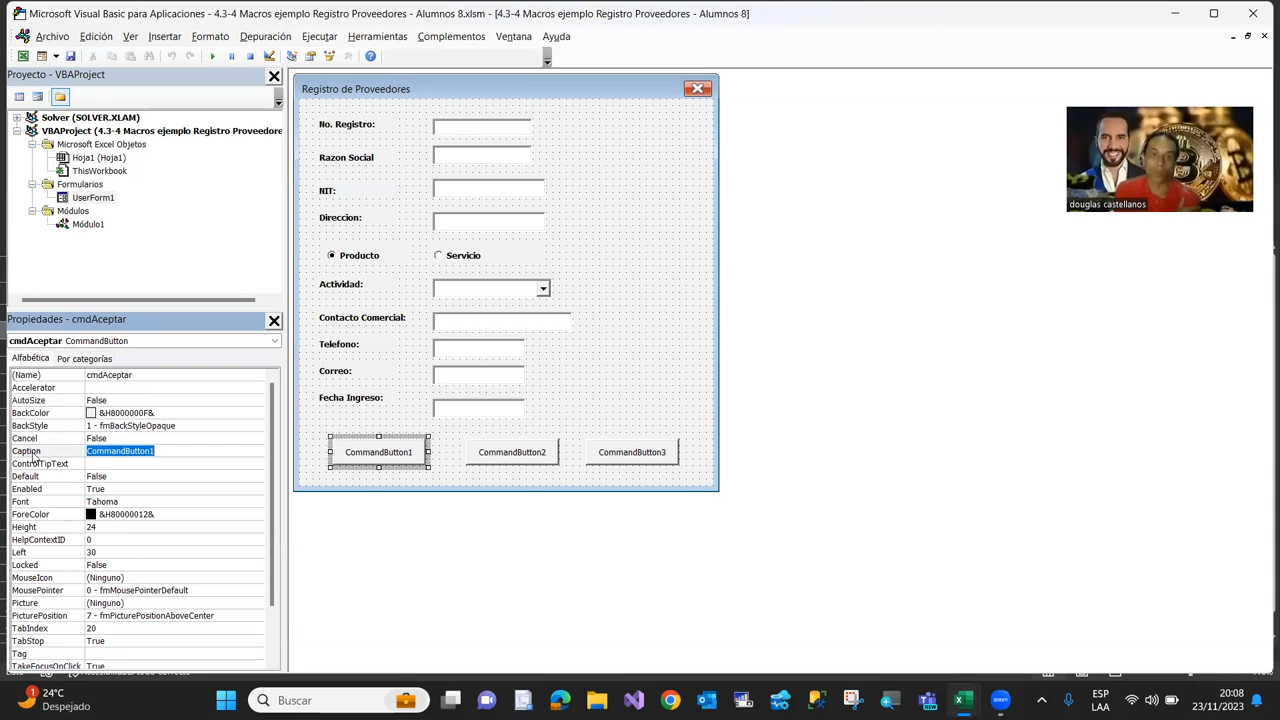 Microsoft Visual Basic para Aplicaciones - 4.3-4 Macros ejemplo Registro Proveedores - Alumnos 8.xlsm - [4.3-4 Macros ejemplo Registro Proveedores - Alumnos 8]
Archivo Edición Ver Insertar Formato Depuración Ejecutar Herramientas Complementos Ventana Ayuda
Proyecto - VBAProject
Solver (SOLVER.XLAM)
VBAProject (4.3-4 Macros ejemplo Registro Proveedore
Microsoft Excel Objetos
Hoja1 (Hoja1)
ThisWorkbook
Formularios
UserForm1
Módulos
Módulo1
Propiedades - cmdAceptar
cmdAceptar CommandButton
Alfabética Por categorías
(Name) cmdAceptar
Accelerator
AutoSize False
BackColor &H8000000F&
BackStyle 1 - fmBackStyleOpaque
Cancel False
Caption CommandButton1
ControlTipText
Default False
Enabled True
Font Tahoma
ForeColor &H80000012&
Height 24
HelpContextID 0
Left 30
Locked False
MouseIcon (Ninguno)
MousePointer 0 - fmMousePointerDefault
Picture (Ninguno)
PicturePosition 7 - fmPicturePositionAboveCenter
TabIndex 20
TabStop True
Tag
TakeFocusOnClick True
Registro de Proveedores
No. Registro:
Razon Social
NIT:
Direccion:
Producto Servicio
Actividad:
Contacto Comercial:
Telefono:
Correo:
Fecha Ingreso:
CommandButton1 CommandButton2 CommandButton3
douglas castellanos
24°C
Despejado
Buscar
zoom
ESP
LAA
20:08
23/11/2023